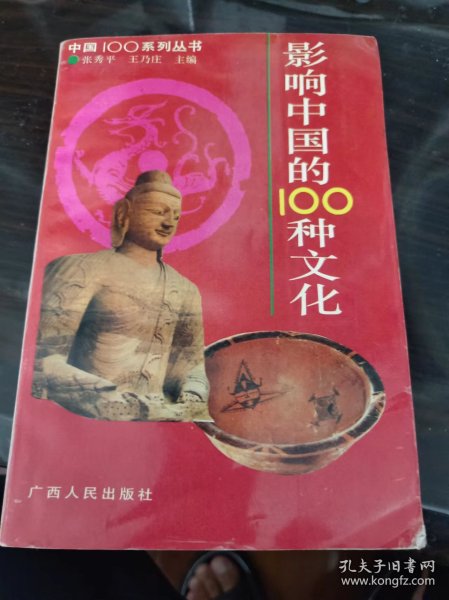 中国100系列丛书
张秀平 王乃庄 主编
影响中国的100种文化
广西人民出版社
孔夫子旧书网
www.kongfz.com